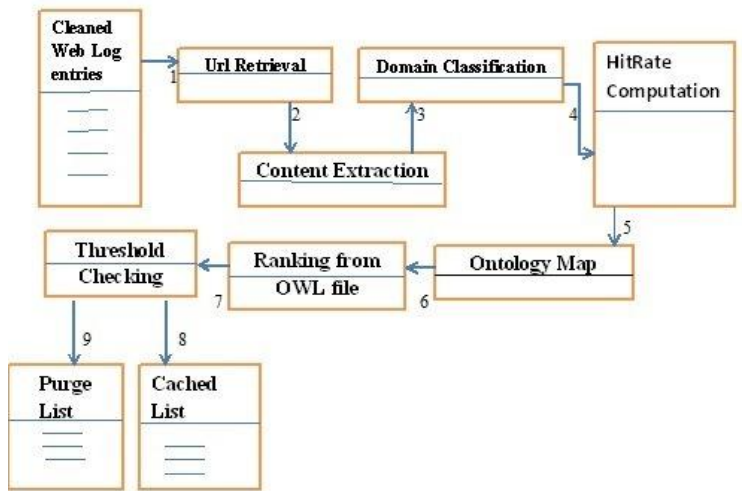 Cleaned
Web Log
entries
1
Url Retrieval
2
Content Extraction
3
Domain Classification
4
HitRate
Computation
5
Ontology Map
6
Ranking from
OWL file
7
Threshold
Checking
9
8
Purge
List
Cached
List